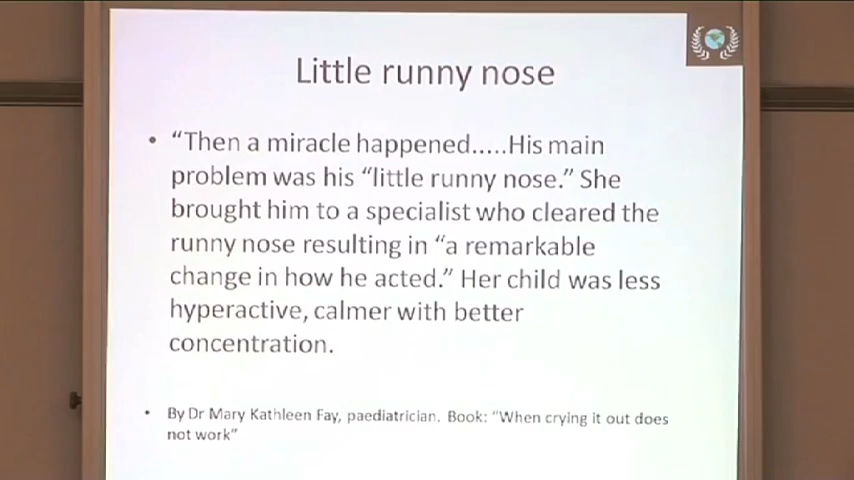 Little runny nose
• “Then a miracle happened.....His main
problem was his “little runny nose.” She
brought him to a specialist who cleared the
runny nose resulting in “a remarkable
change in how he acted.” Her child was less
hyperactive, calmer with better
concentration.
• By Dr Mary Kathleen Fay, paediatrician. Book: “When crying it out does
not work”